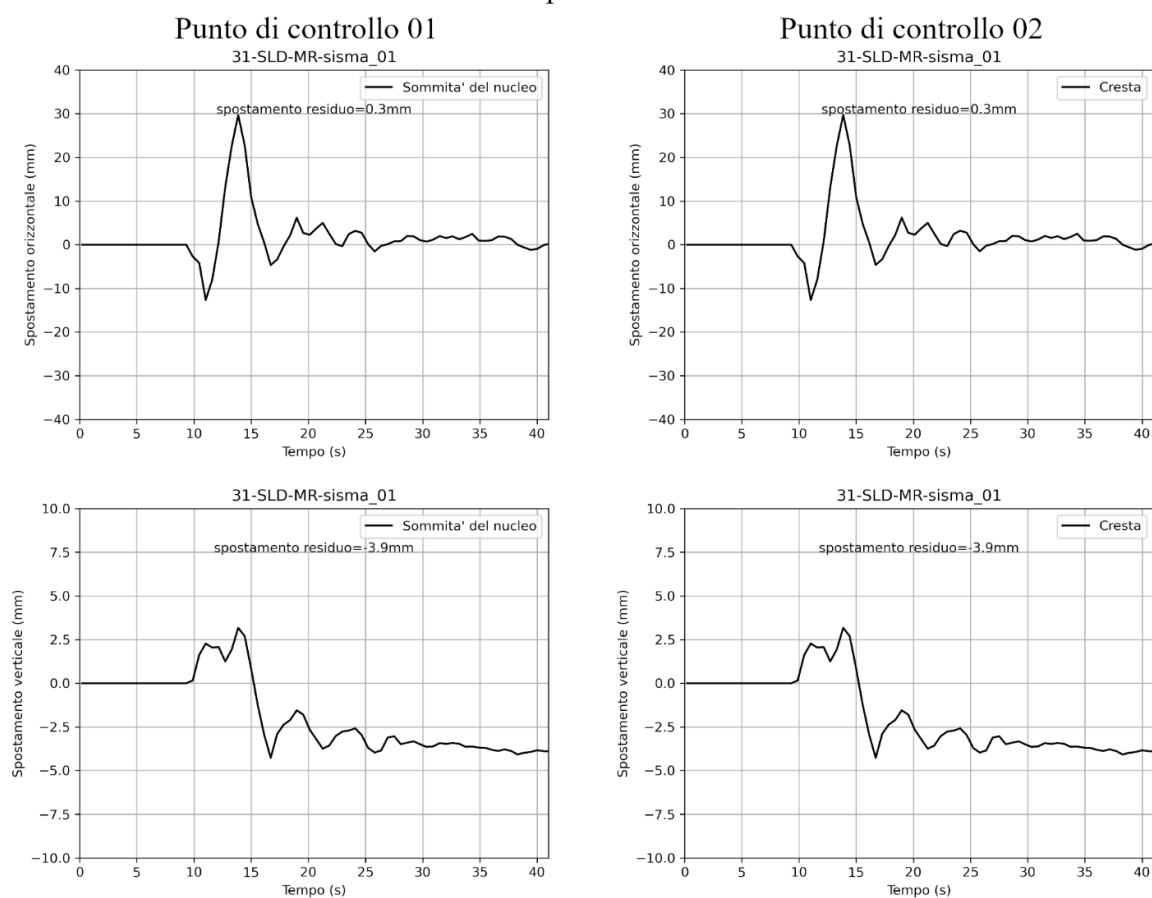 Punto di controllo 01
Punto di controllo 02
31-SLD-MR-sisma_01
Sommita' del nucleo
spostamento residuo=0.3mm
Spostamento orizzontale (mm)
40
30
20
10
0
−10
−20
−30
−40
0 5 10 15 20 25 30 35 40
Tempo (s)
31-SLD-MR-sisma_01
Cresta
spostamento residuo=0.3mm
Spostamento orizzontale (mm)
40
30
20
10
0
−10
−20
−30
−40
0 5 10 15 20 25 30 35 40
Tempo (s)
31-SLD-MR-sisma_01
Sommita' del nucleo
spostamento residuo=-3.9mm
Spostamento verticale (mm)
10.0
7.5
5.0
2.5
0.0
−2.5
−5.0
−7.5
−10.0
0 5 10 15 20 25 30 35 40
Tempo (s)
31-SLD-MR-sisma_01
Cresta
spostamento residuo=-3.9mm
Spostamento verticale (mm)
10.0
7.5
5.0
2.5
0.0
−2.5
−5.0
−7.5
−10.0
0 5 10 15 20 25 30 35 40
Tempo (s)